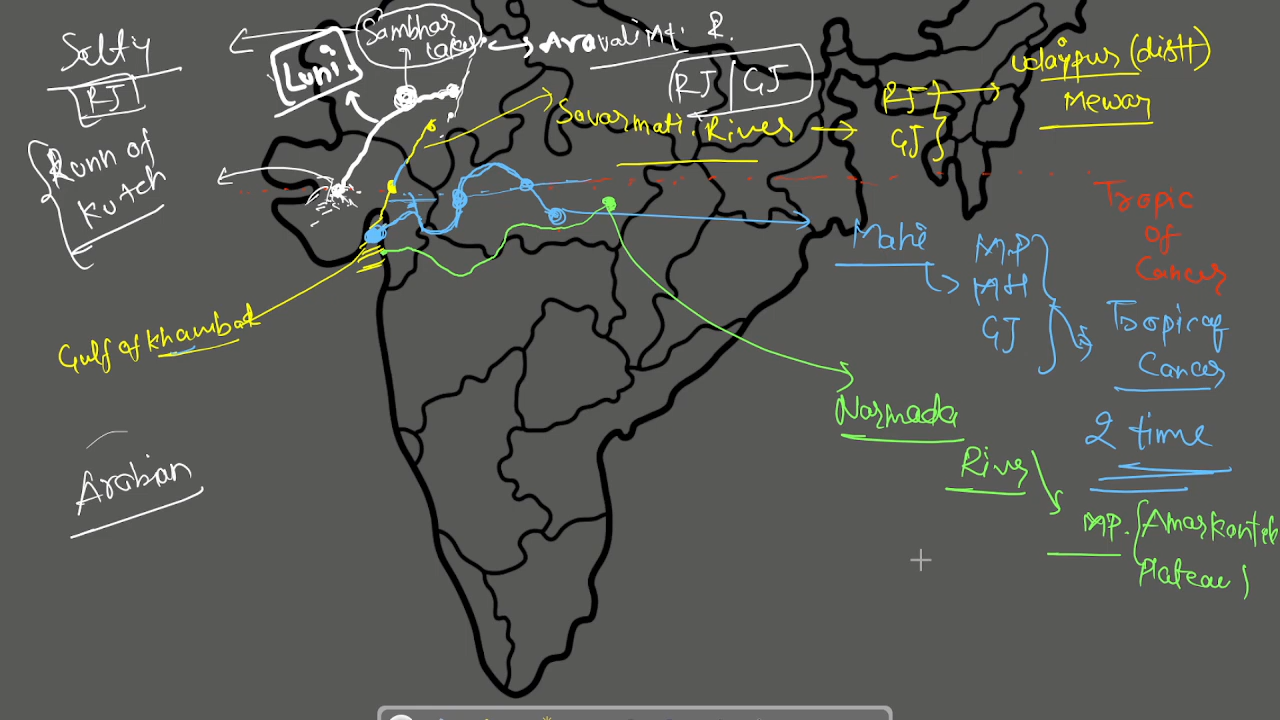 Salty
RJ
Rann of
kutch
Luni
Sambhar
Lake
Aravali Mt. R.
RJ | GJ
Savarmati River
RJ
GJ
Udaipur (distt)
Mewar
Tropic
of
Cancer
Mahi
M.P
MH
GJ
Tropic of
Cancer
2 time
Gulf of Khambat
Narmada
River
MP. (Amarkantak
Plateau)
Arabian